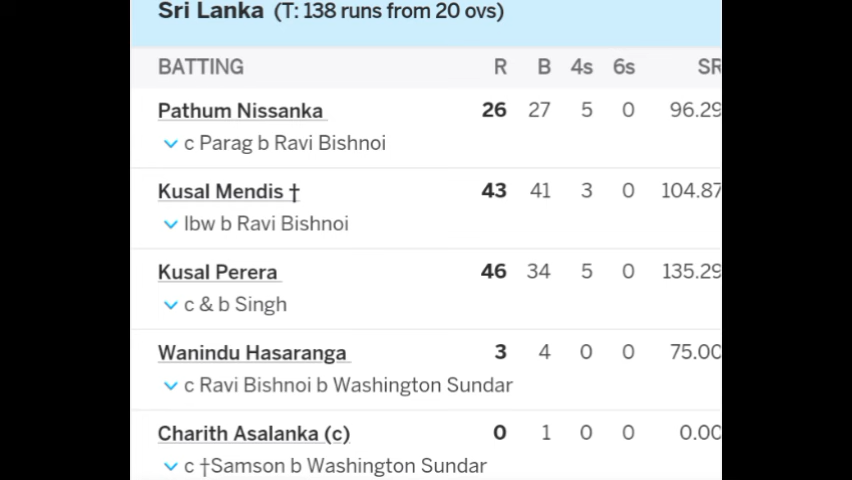 Sri Lanka (T: 138 runs from 20 ovs)
BATTING R B 4s 6s SR
Pathum Nissanka 26 27 5 0 96.29
c Parag b Ravi Bishnoi
Kusal Mendis † 43 41 3 0 104.87
lbw b Ravi Bishnoi
Kusal Perera 46 34 5 0 135.29
c & b Singh
Wanindu Hasaranga 3 4 0 0 75.00
c Ravi Bishnoi b Washington Sundar
Charith Asalanka (c) 0 1 0 0 0.00
c †Samson b Washington Sundar